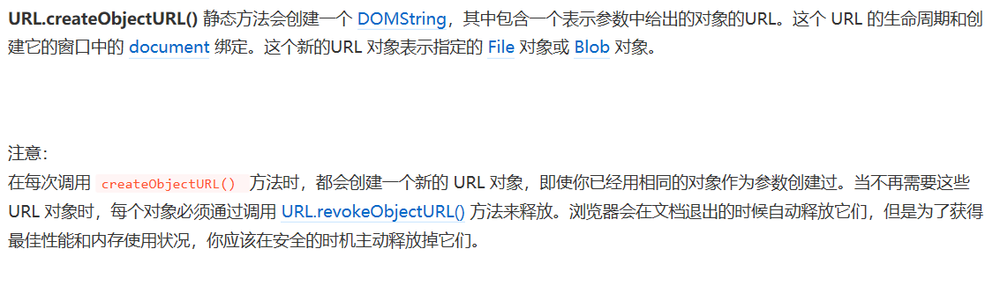 URL.createObjectURL() 静态方法会创建一个 DOMString，其中包含一个表示参数中给出的对象的URL。这个 URL 的生命周期和创
建它的窗口中的 document 绑定。这个新的URL 对象表示指定的 File 对象或 Blob 对象。
注意：
在每次调用 createObjectURL() 方法时，都会创建一个新的 URL 对象，即使你已经用相同的对象作为参数创建过。当不再需要这些
URL 对象时，每个对象必须通过调用 URL.revokeObjectURL() 方法来释放。浏览器会在文档退出的时候自动释放它们，但是为了获得
最佳性能和内存使用状况，你应该在安全的时机主动释放掉它们。